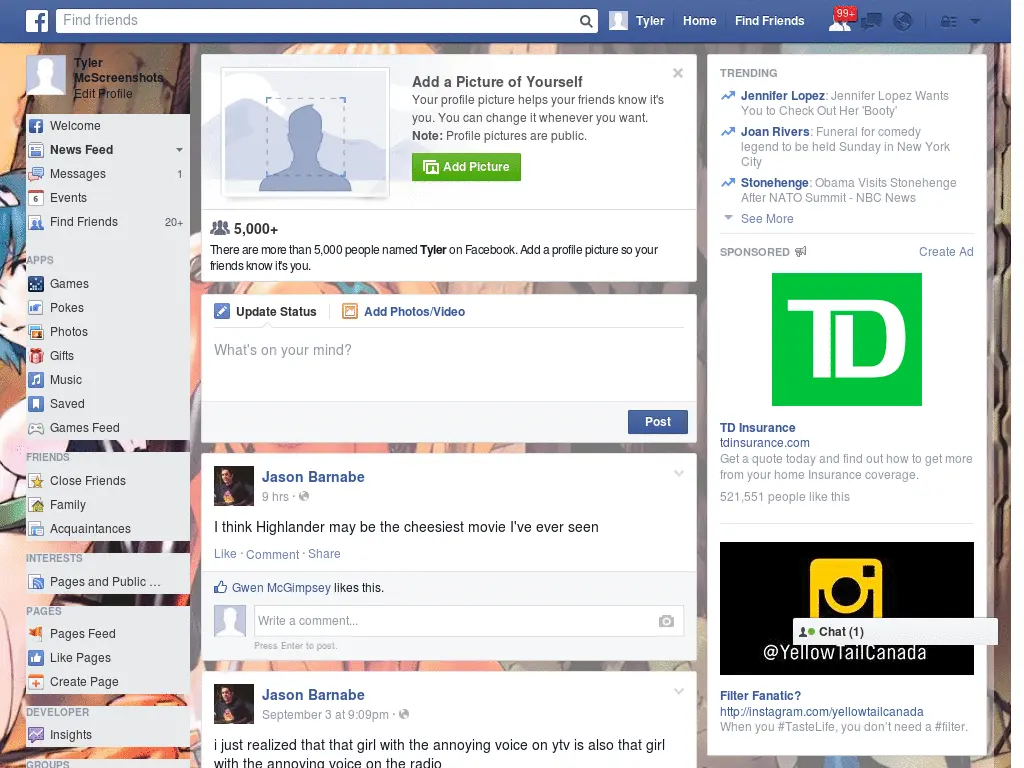 Find friends
Tyler
Home
Find Friends
99+
Tyler
McScreenshots
Edit Profile
Welcome
News Feed
Messages
1
6
Events
Find Friends
20+
APPS
Games
Pokes
Photos
Gifts
Music
Saved
Games Feed
FRIENDS
Close Friends
Family
Acquaintances
INTERESTS
Pages and Public ...
PAGES
Pages Feed
Like Pages
Create Page
DEVELOPER
Insights
GROUPS
Add a Picture of Yourself
Your profile picture helps your friends know it's
you. You can change it whenever you want.
Note: Profile pictures are public.
Add Picture
5,000+
There are more than 5,000 people named Tyler on Facebook. Add a profile picture so your
friends know it's you.
Update Status
Add Photos/Video
What's on your mind?
Post
Jason Barnabe
9 hrs ·
I think Highlander may be the cheesiest movie I've ever seen
Like · Comment · Share
Gwen McGimpsey likes this.
Write a comment...
Press Enter to post.
Jason Barnabe
September 3 at 9:09pm ·
i just realized that that girl with the annoying voice on ytv is also that girl
with the annoying voice on the radio
TRENDING
Jennifer Lopez: Jennifer Lopez Wants
You to Check Out Her 'Booty'
Joan Rivers: Funeral for comedy
legend to be held Sunday in New York
City
Stonehenge: Obama Visits Stonehenge
After NATO Summit - NBC News
See More
SPONSORED
Create Ad
TD
TD Insurance
tdinsurance.com
Get a quote today and find out how to get more
from your home Insurance coverage.
521,551 people like this
Chat (1)
@YellowTailCanada
Filter Fanatic?
http://instagram.com/yellowtailcanada
When you #TasteLife, you don't need a #filter.